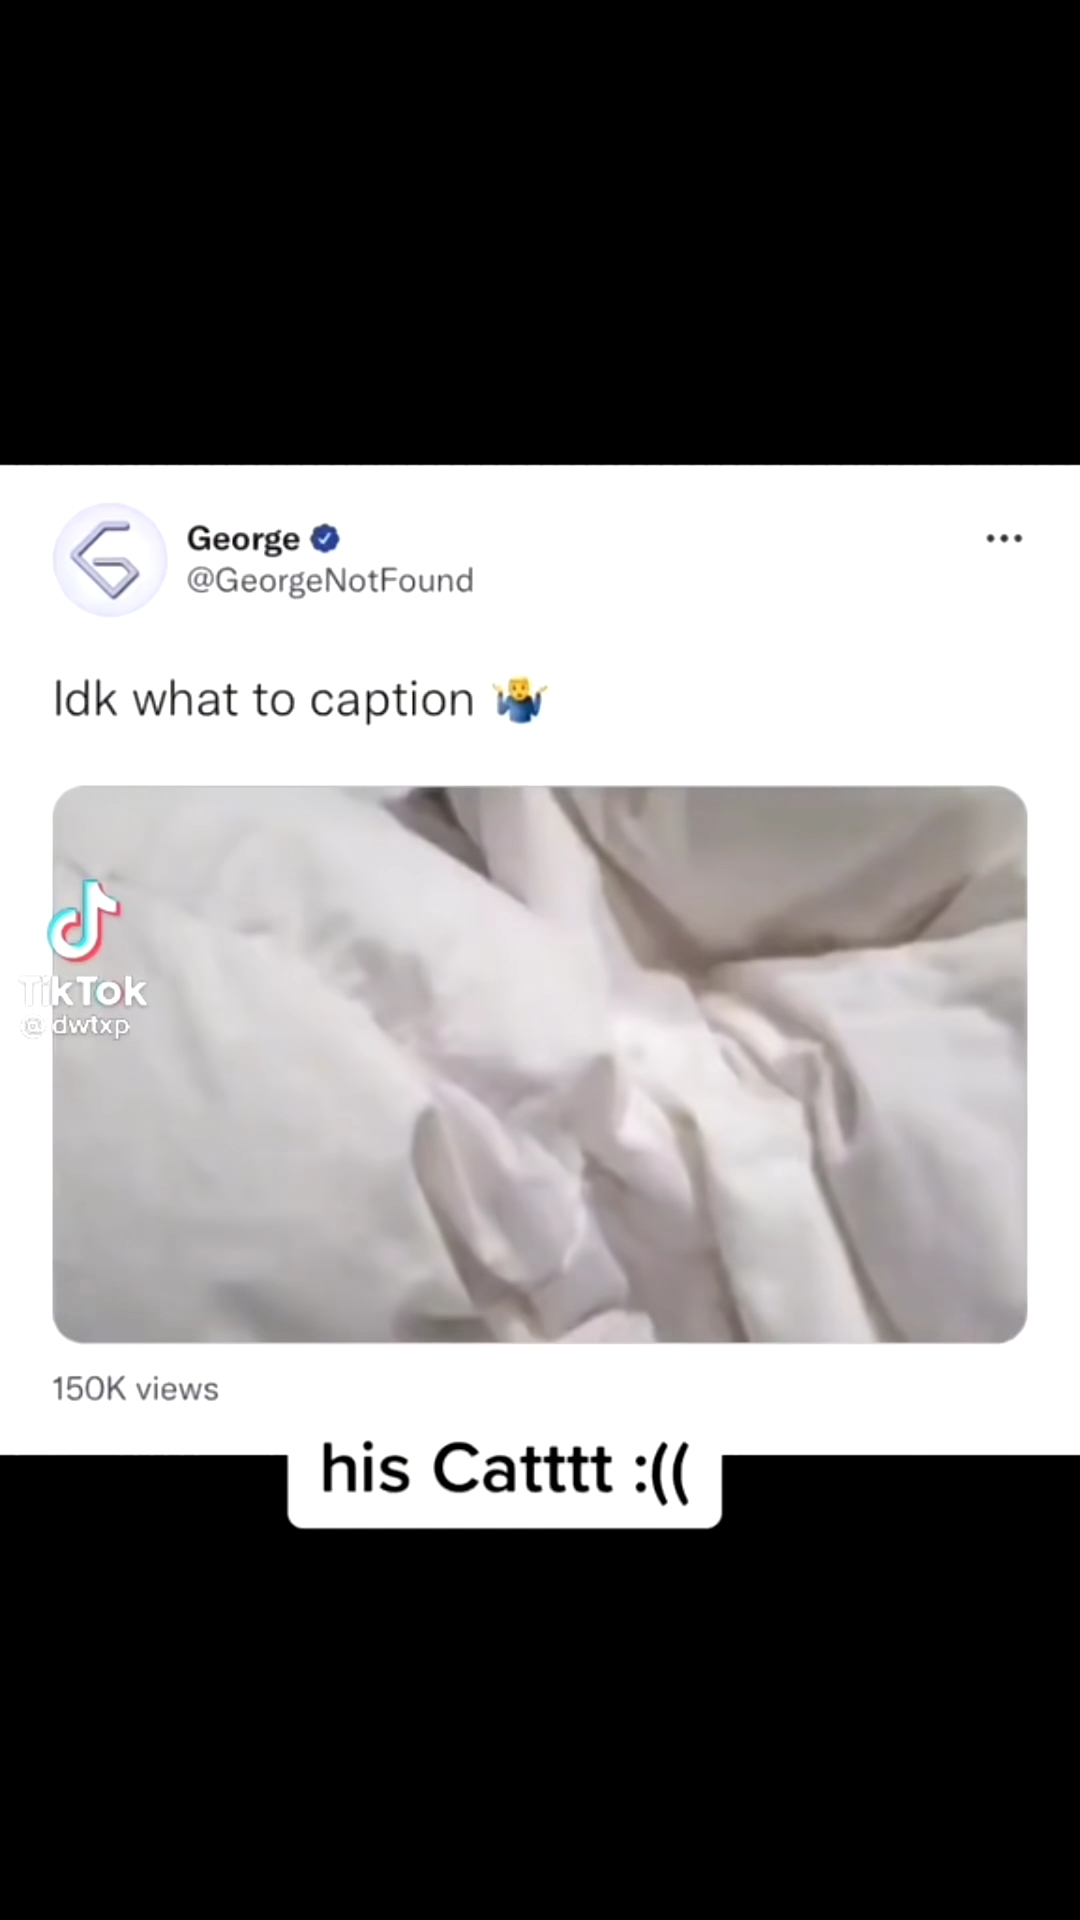 George
@GeorgeNotFound
Idk what to caption 🤷‍♂️
TikTok
@dwtxp
150K views
his Catttt :((